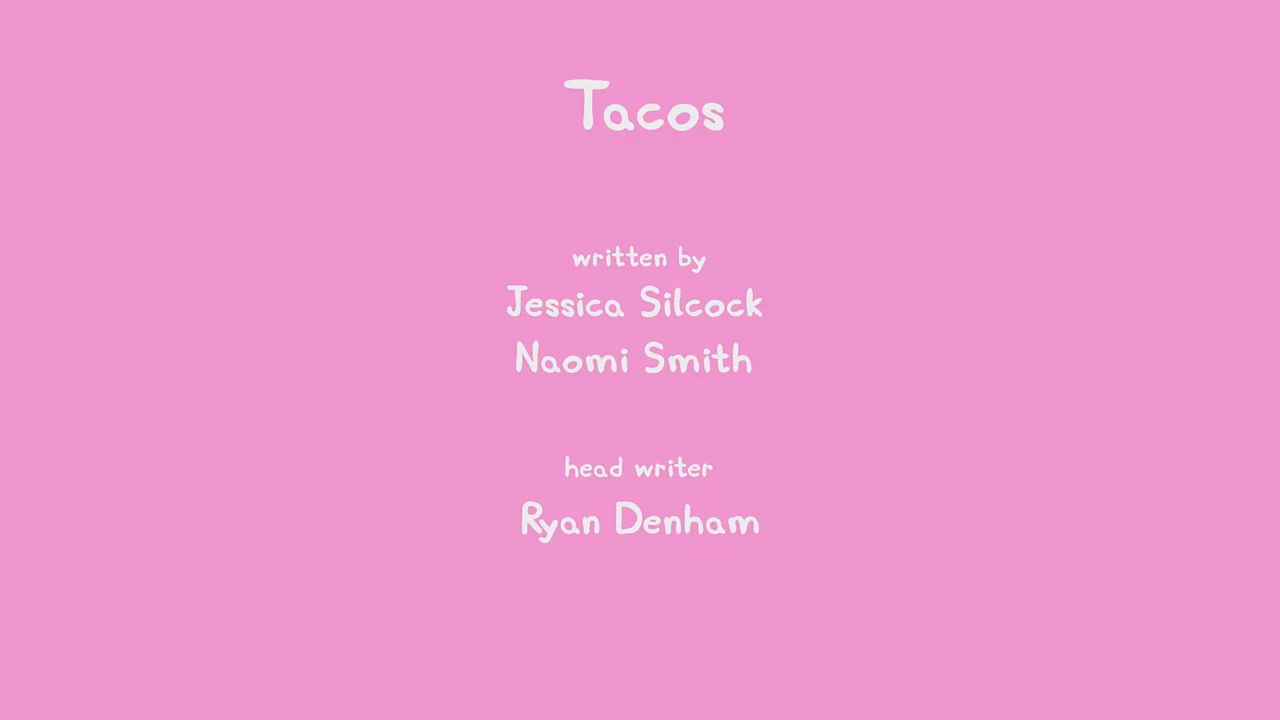 Tacos
written by
Jessica Silcock
Naomi Smith
head writer
Ryan Denham